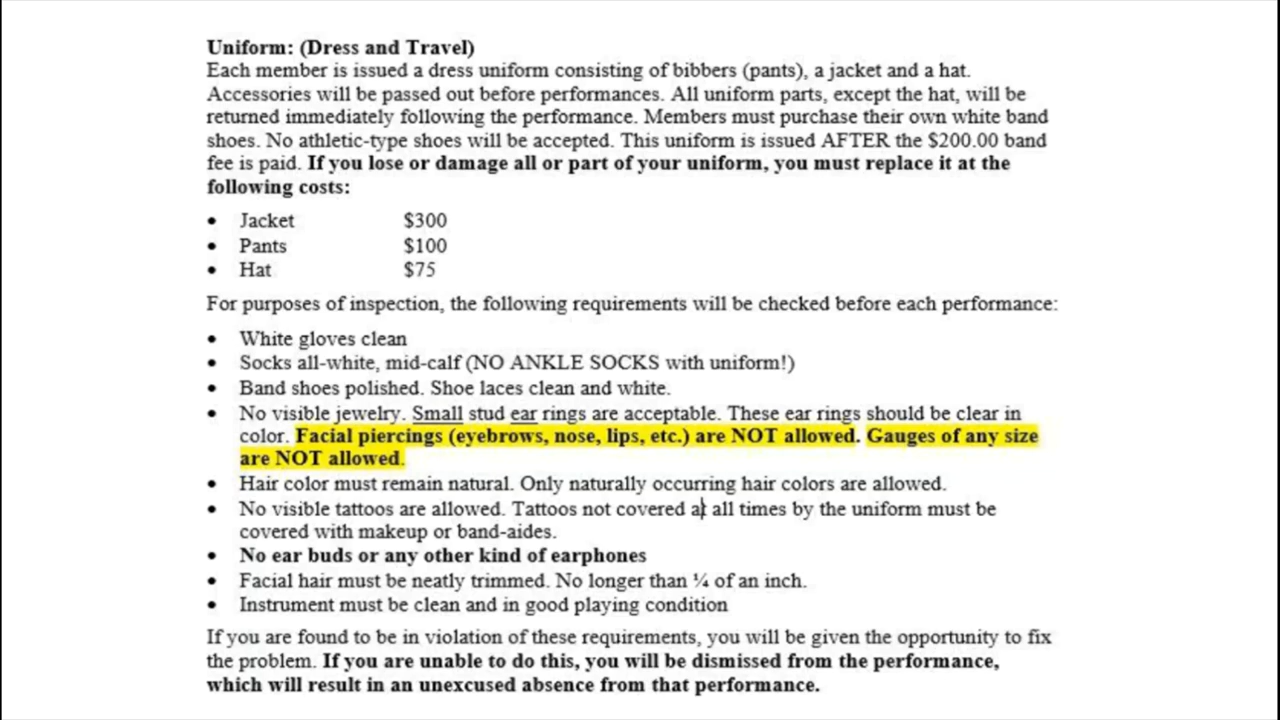 Uniform: (Dress and Travel)
Each member is issued a dress uniform consisting of bibbers (pants), a jacket and a hat.
Accessories will be passed out before performances. All uniform parts, except the hat, will be
returned immediately following the performance. Members must purchase their own white band
shoes. No athletic-type shoes will be accepted. This uniform is issued AFTER the $200.00 band
fee is paid. If you lose or damage all or part of your uniform, you must replace it at the
following costs:
• Jacket $300
• Pants $100
• Hat $75
For purposes of inspection, the following requirements will be checked before each performance:
• White gloves clean
• Socks all-white, mid-calf (NO ANKLE SOCKS with uniform!)
• Band shoes polished. Shoe laces clean and white.
• No visible jewelry. Small stud ear rings are acceptable. These ear rings should be clear in
color. Facial piercings (eyebrows, nose, lips, etc.) are NOT allowed. Gauges of any size
are NOT allowed.
• Hair color must remain natural. Only naturally occurring hair colors are allowed.
• No visible tattoos are allowed. Tattoos not covered at all times by the uniform must be
covered with makeup or band-aides.
• No ear buds or any other kind of earphones
• Facial hair must be neatly trimmed. No longer than ¼ of an inch.
• Instrument must be clean and in good playing condition
If you are found to be in violation of these requirements, you will be given the opportunity to fix
the problem. If you are unable to do this, you will be dismissed from the performance,
which will result in an unexcused absence from that performance.